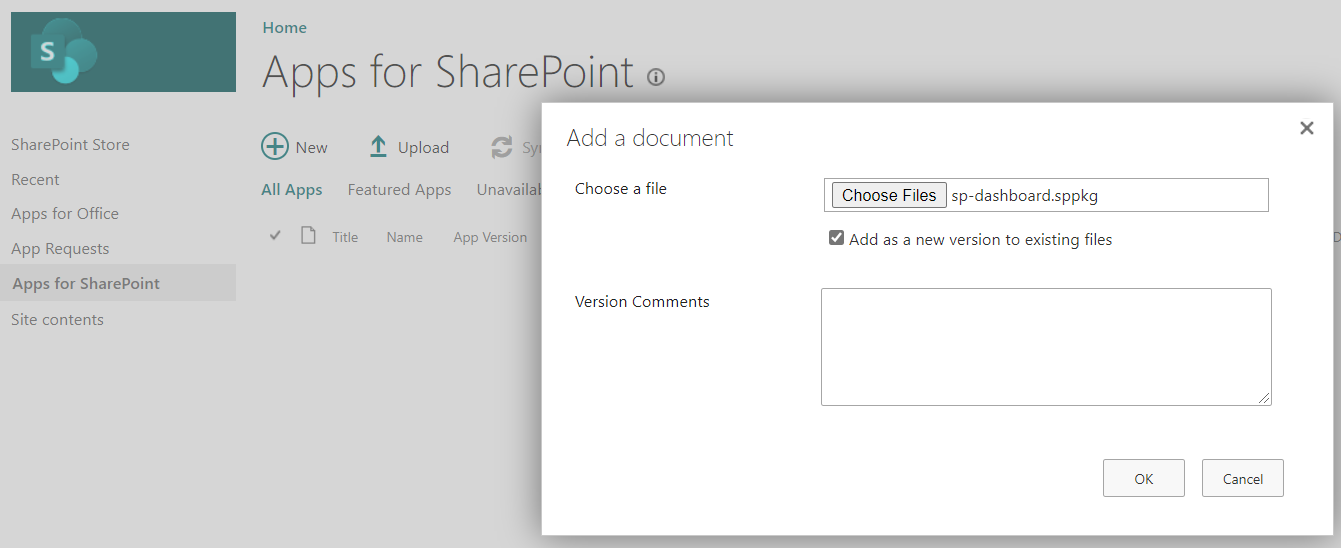 S
Home
Apps for SharePoint
SharePoint Store
Recent
Apps for Office
App Requests
Apps for SharePoint
Site contents
New Upload
All Apps Featured Apps
Title Name App Version
Add a document
Choose a file
Choose Files sp-dashboard.sppkg
Add as a new version to existing files
Version Comments
OK Cancel